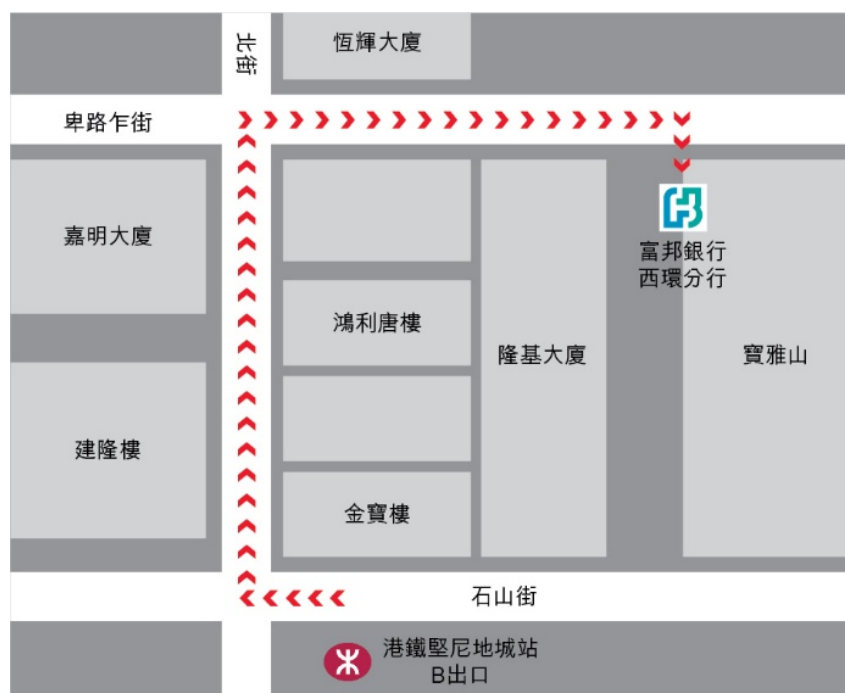 北街
恆輝大廈
卑路乍街
嘉明大廈
富邦銀行
西環分行
鴻利唐樓
隆基大廈
寶雅山
建隆樓
金寶樓
石山街
港鐵堅尼地城站
B出口